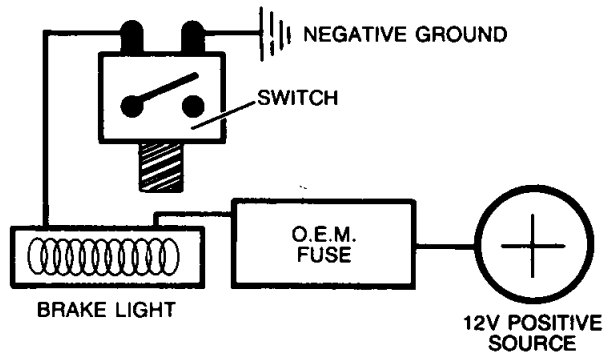 NEGATIVE GROUND
SWITCH
O.E.M.
FUSE
BRAKE LIGHT
12V POSITIVE
SOURCE